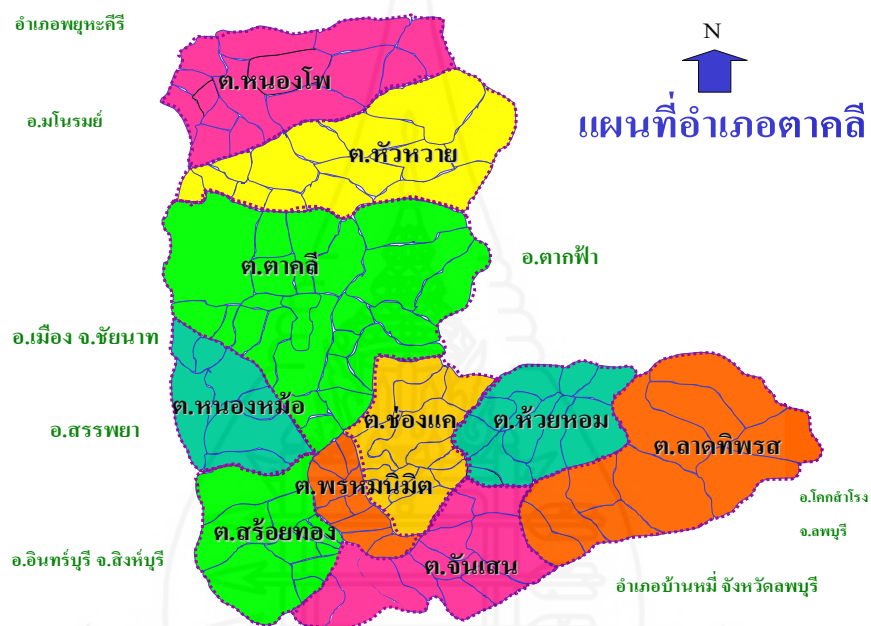 อำเภอพยุหะคีรี
N
ต.หนองโพ
อ.มโนรมย์
แผนที่อำเภอตาคลี
ต.หัวหวาย
ต.ตาคลี
อ.ตากฟ้า
อ.เมือง จ.ชัยนาท
ต.หนองหม้อ
ต.ช่องแค
ต.ห้วยหอม
อ.สรรพยา
ต.ลาดทิพรส
ต.พรหมนิมิต
อ.โคกสำโรง
ต.สร้อยทอง
จ.ลพบุรี
อ.อินทร์บุรี จ.สิงห์บุรี
ต.จันเสน
อำเภอบ้านหมี่ จังหวัดลพบุรี